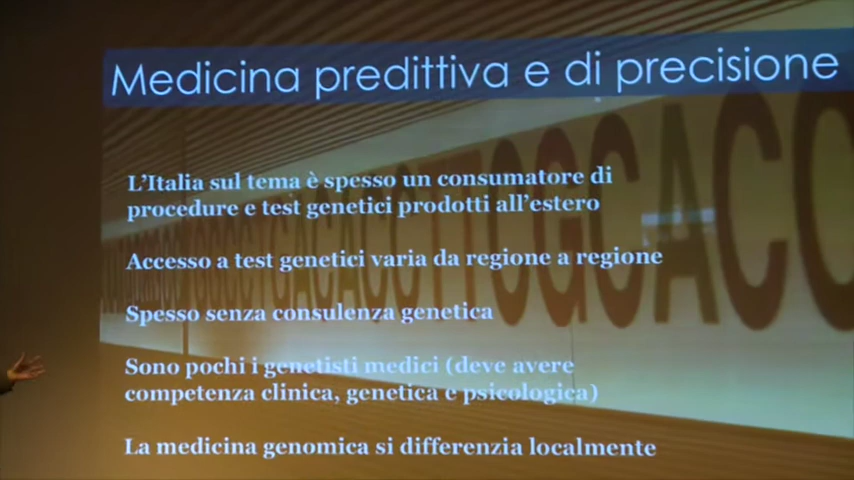 Medicina predittiva e di precisione
L'Italia sul tema è spesso un consumatore di
procedure e test genetici prodotti all'estero
Accesso a test genetici varia da regione a regione
Spesso senza consulenza genetica
Sono pochi i genetisti medici (deve avere
competenza clinica, genetica e psicologica)
La medicina genomica si differenzia localmente